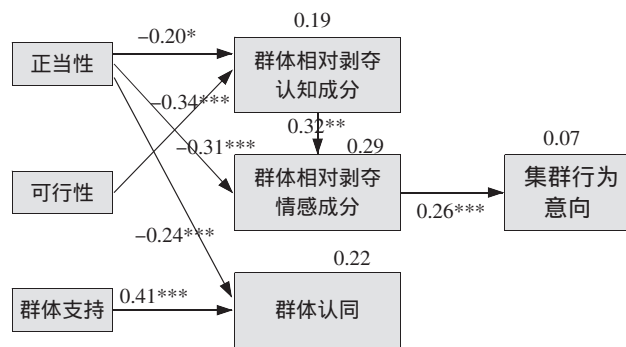 0.19
−0.20*
正当性
群体相对剥夺
认知成分
−0.34***
0.32**
−0.31***
0.29
0.07
可行性
群体相对剥夺
情感成分
0.26***
集群行为
意向
−0.24***
0.22
群体支持
0.41***
群体认同